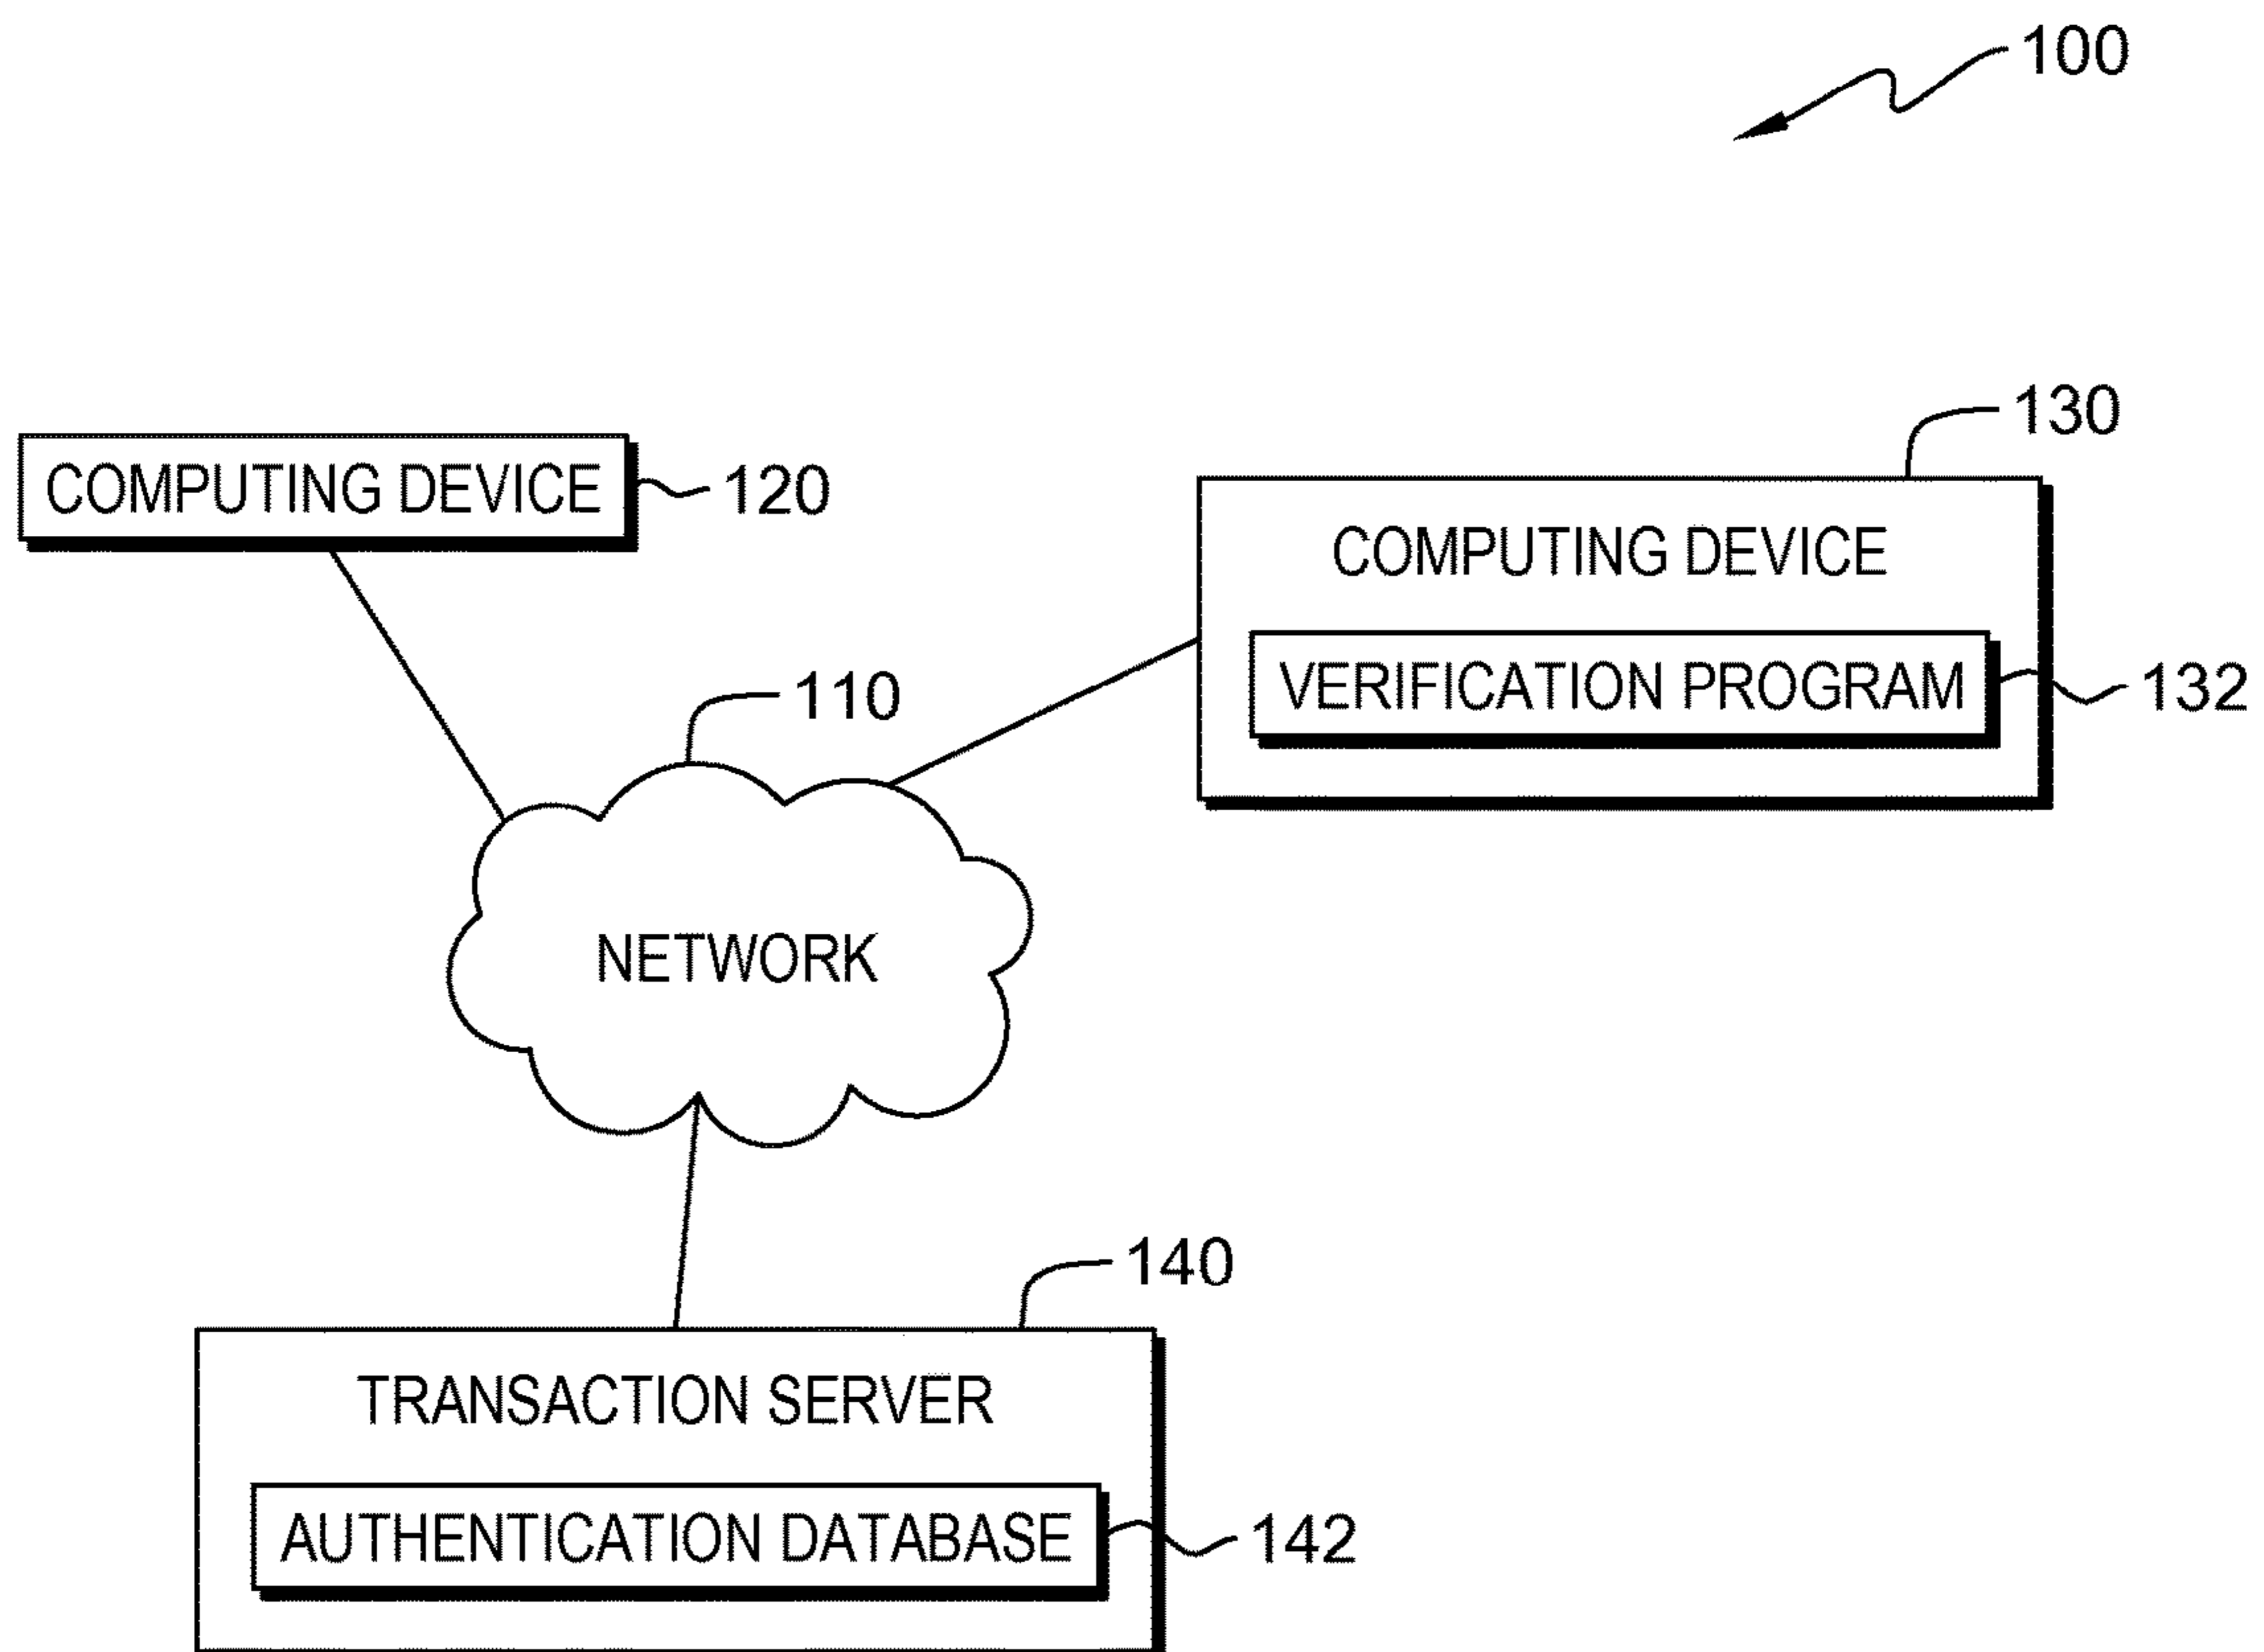 100
130
COMPUTING DEVICE
120
COMPUTING DEVICE
VERIFICATION PROGRAM
132
110
NETWORK
140
TRANSACTION SERVER
AUTHENTICATION DATABASE
142